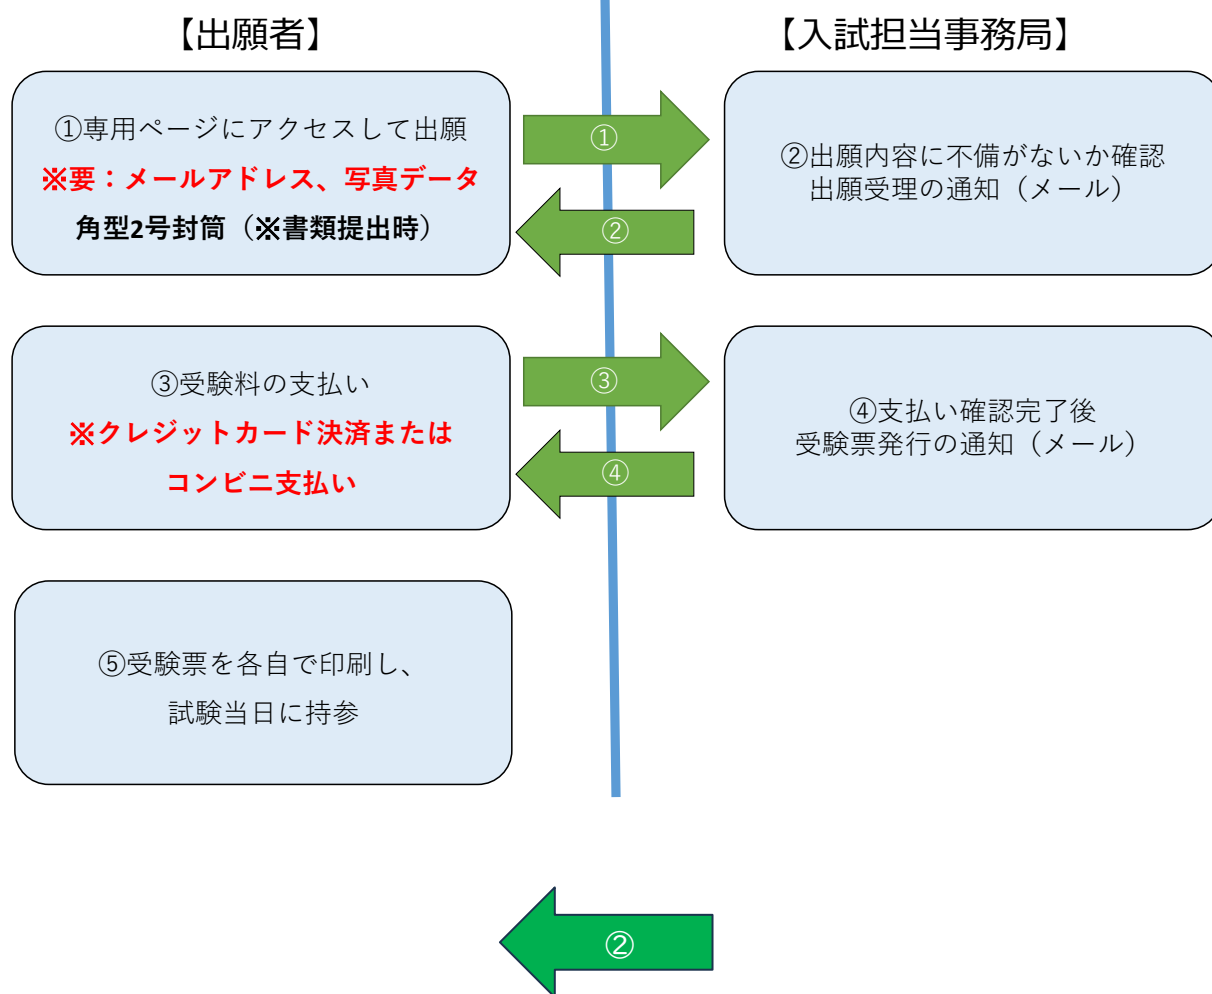 【出願者】
【入試担当事務局】
①専用ページにアクセスして出願
※要：メールアドレス、写真データ
角型2号封筒（※書類提出時）
①
②
②出願内容に不備がないか確認
出願受理の通知（メール）
③受験料の支払い
※クレジットカード決済または
コンビニ支払い
③
④
④支払い確認完了後
受験票発行の通知（メール）
⑤受験票を各自で印刷し、
試験当日に持参
②